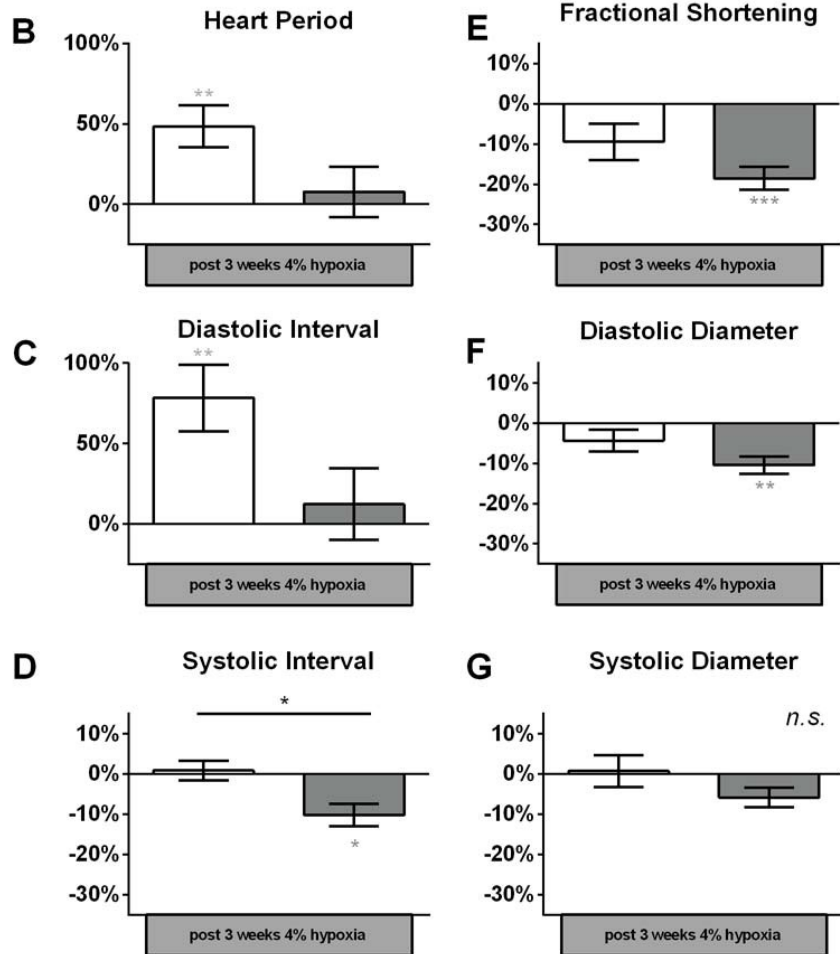 B
Heart Period
100%
**
50%
0%
post 3 weeks 4% hypoxia
C
Diastolic Interval
100%
**
50%
0%
post 3 weeks 4% hypoxia
D
Systolic Interval
*
10%
0%
-10%
-20%
*
-30%
post 3 weeks 4% hypoxia
E
Fractional Shortening
10%
0%
-10%
-20%
***
-30%
post 3 weeks 4% hypoxia
F
Diastolic Diameter
10%
0%
-10%
**
-20%
-30%
post 3 weeks 4% hypoxia
G
Systolic Diameter
n.s.
10%
0%
-10%
-20%
-30%
post 3 weeks 4% hypoxia